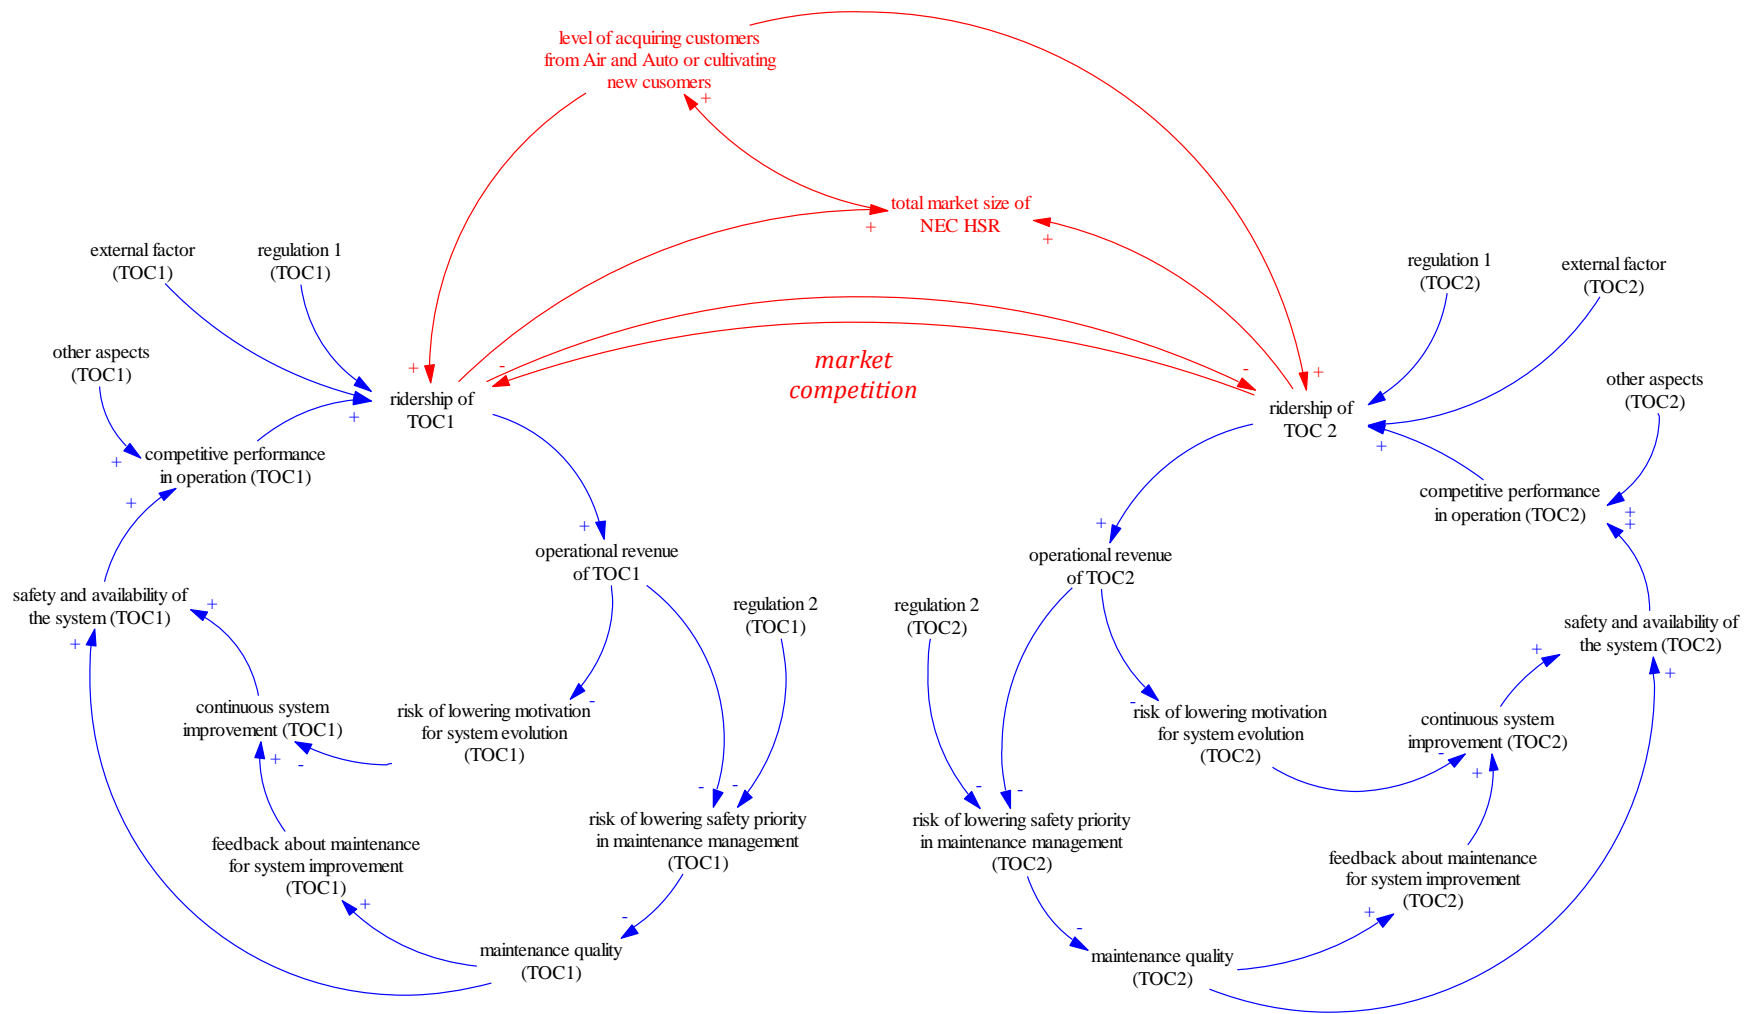 level of acquiring customers
from Air and Auto or cultivating
new cusomers
+
total market size of
NEC HSR
+
+
external factor
(TOC1)
regulation 1
(TOC1)
regulation 1
(TOC2)
external factor
(TOC2)
other aspects
(TOC1)
+
-
market
competition
-
+
other aspects
(TOC2)
ridership of
TOC1
+
ridership of
TOC 2
+
competitive performance
in operation (TOC1)
+
+
competitive performance
in operation (TOC2)
+
+
+
operational revenue
of TOC1
+
+
operational revenue
of TOC2
safety and availability of
the system (TOC1)
+
+
regulation 2
(TOC1)
regulation 2
(TOC2)
safety and availability of
the system (TOC2)
+
+
continuous system
improvement (TOC1)
+
-
risk of lowering motivation
for system evolution
(TOC1)
-
-
risk of lowering motivation
for system evolution
(TOC2)
continuous system
improvement (TOC2)
-
+
-
-
risk of lowering safety priority
in maintenance management
(TOC1)
-
-
risk of lowering safety priority
in maintenance management
(TOC2)
feedback about maintenance
for system improvement
(TOC1)
+
feedback about maintenance
for system improvement
(TOC2)
+
-
maintenance quality
(TOC1)
-
maintenance quality
(TOC2)